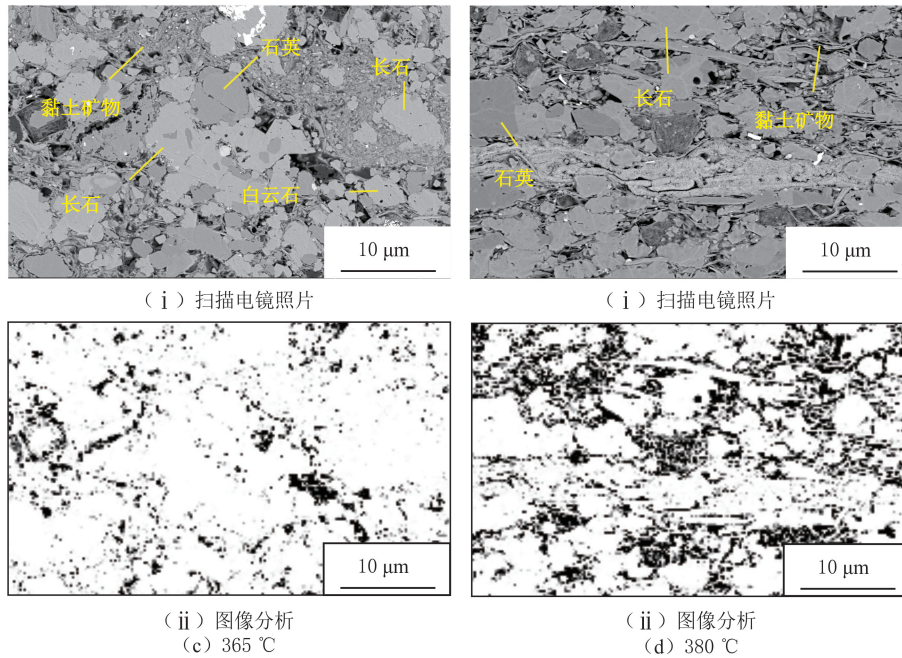 石英
长石
黏土矿物
长石
白云石
10 μm
长石
黏土矿物
石英
10 μm
(ⅰ)扫描电镜照片
(ⅰ)扫描电镜照片
10 μm
10 μm
(ⅱ)图像分析
(ⅱ)图像分析
(c)365 ℃
(d)380 ℃